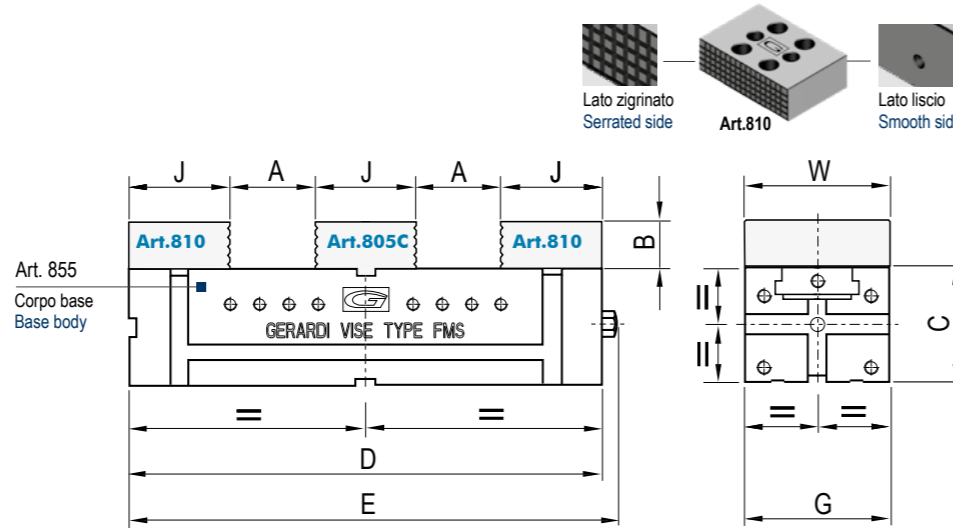 Lato zigrinato
Serrated side
Art.810
Lato liscio
Smooth sid
J A J A J
W
Art.810 Art.805C Art.810
B
Art. 855
Corpo base
Base body
G
GERARDI VISE TYPE FMS
= =
= =
C
= =
D
G
E